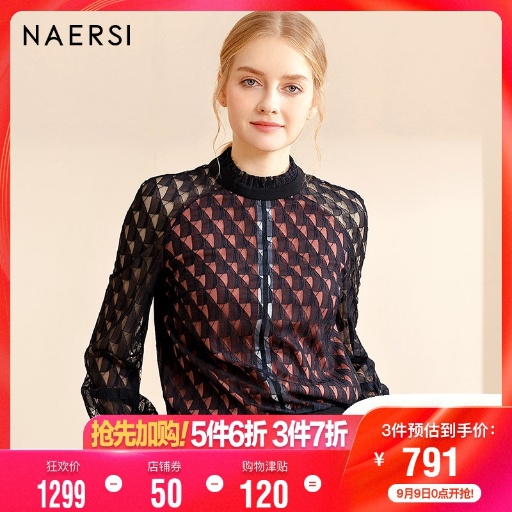 NAERSI
抢先加购! 5件6折 3件7折
3件预估到手价:
¥ 791
9月9日0点开抢!
狂欢价 店铺券 购物津贴
1299 - 50 - 120 =